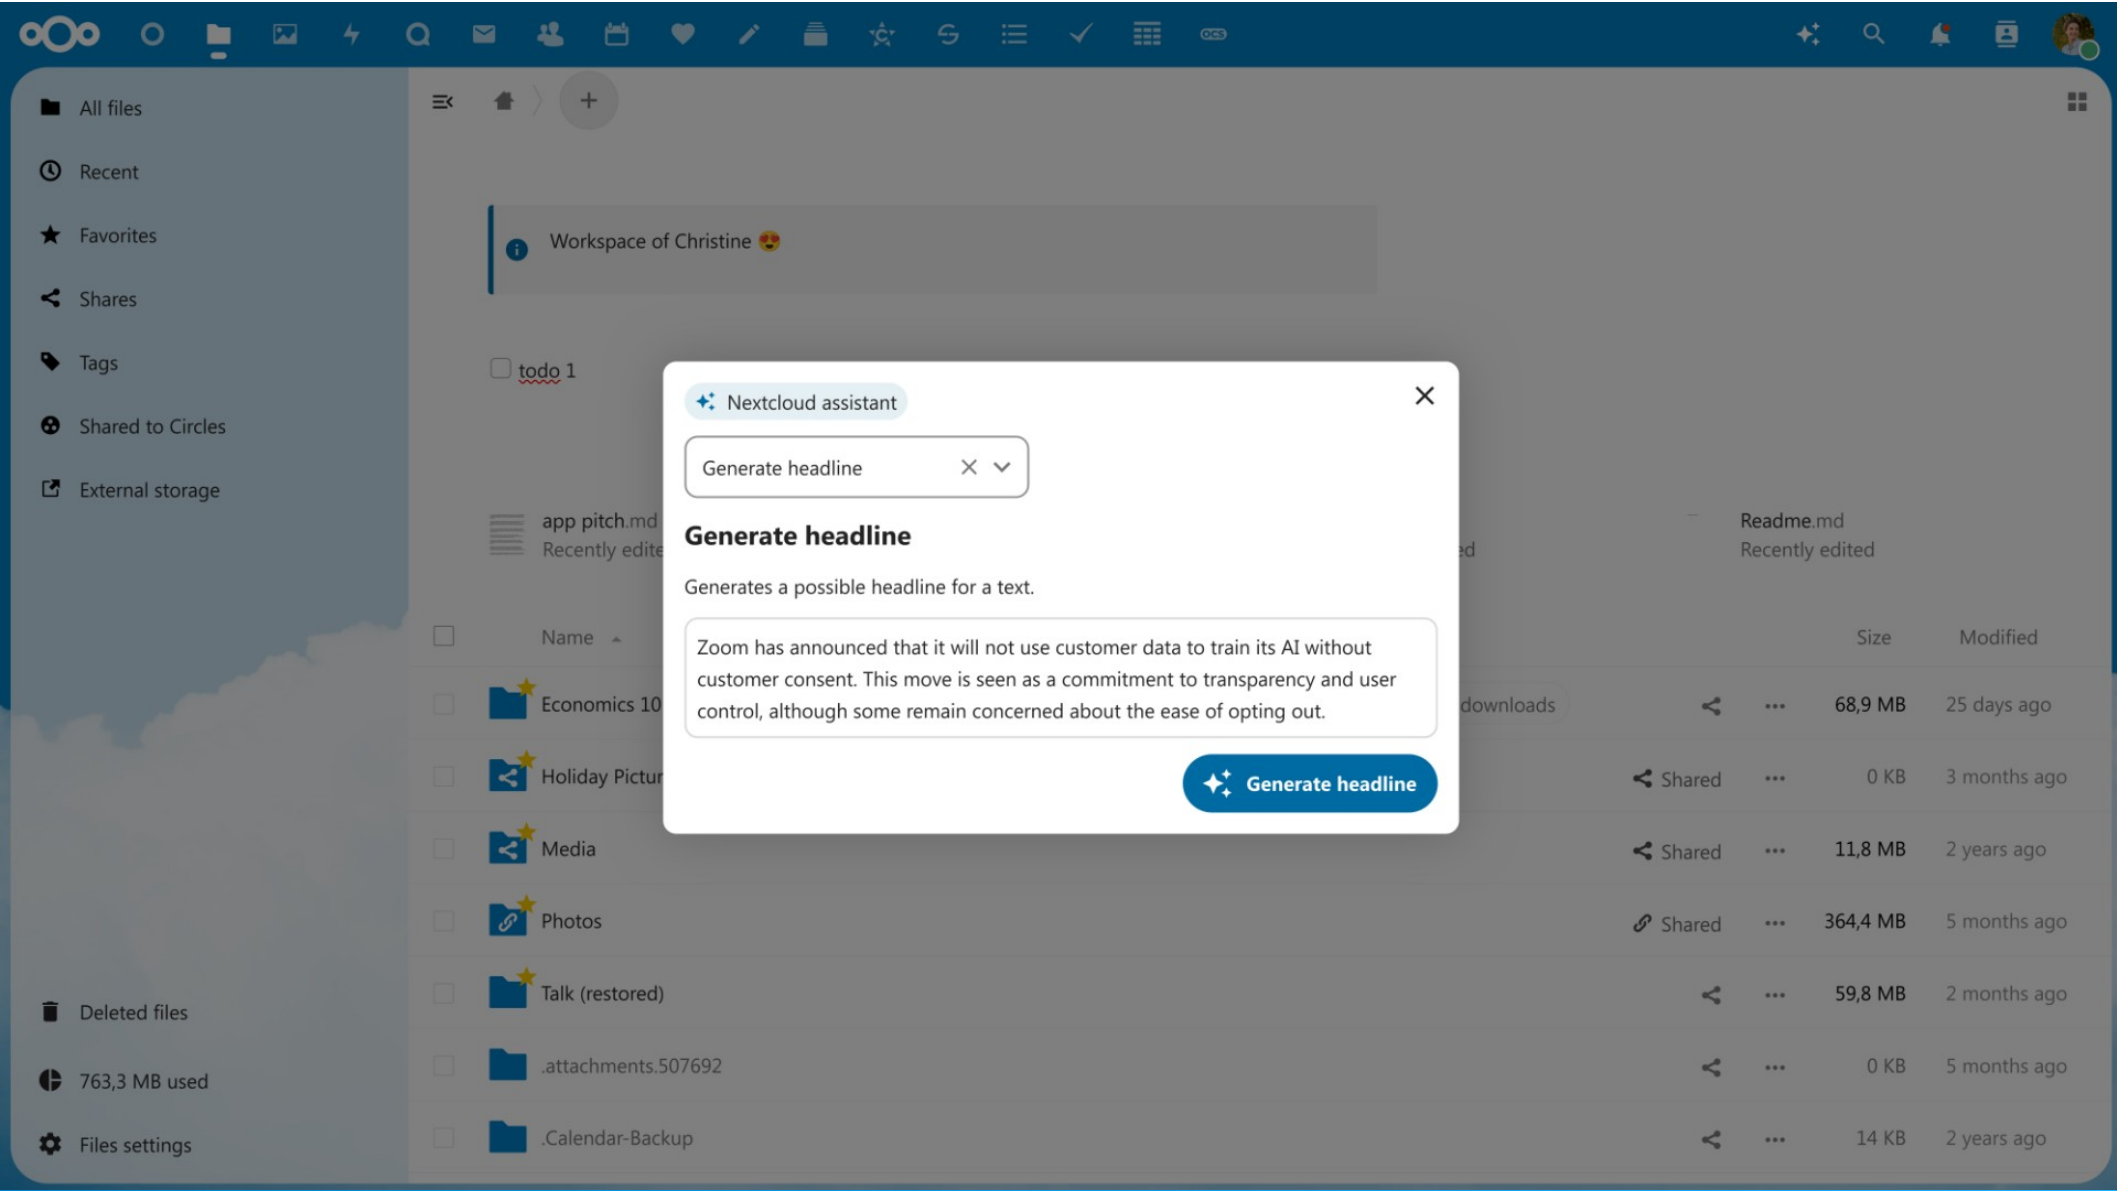 OCS
All files
Recent
Favorites
Shares
Tags
Shared to Circles
External storage
Deleted files
763,3 MB used
Files settings
Workspace of Christine 😍
todo 1
app pitch.md
Readme.md
Recently edited
Nextcloud assistant
Generate headline
Generate headline
Generates a possible headline for a text.
Zoom has announced that it will not use customer data to train its AI without
customer consent. This move is seen as a commitment to transparency and user
control, although some remain concerned about the ease of opting out.
Generate headline
Name Size Modified
Economics 10 downloads 68,9 MB 25 days ago
Holiday Shared 0 KB 3 months ago
Media Shared 11,8 MB 2 years ago
Photos Shared 364,4 MB 5 months ago
Talk (restored) 59,8 MB 2 months ago
.attachments.507692 0 KB 5 months ago
.Calendar-Backup 14 KB 2 years ago